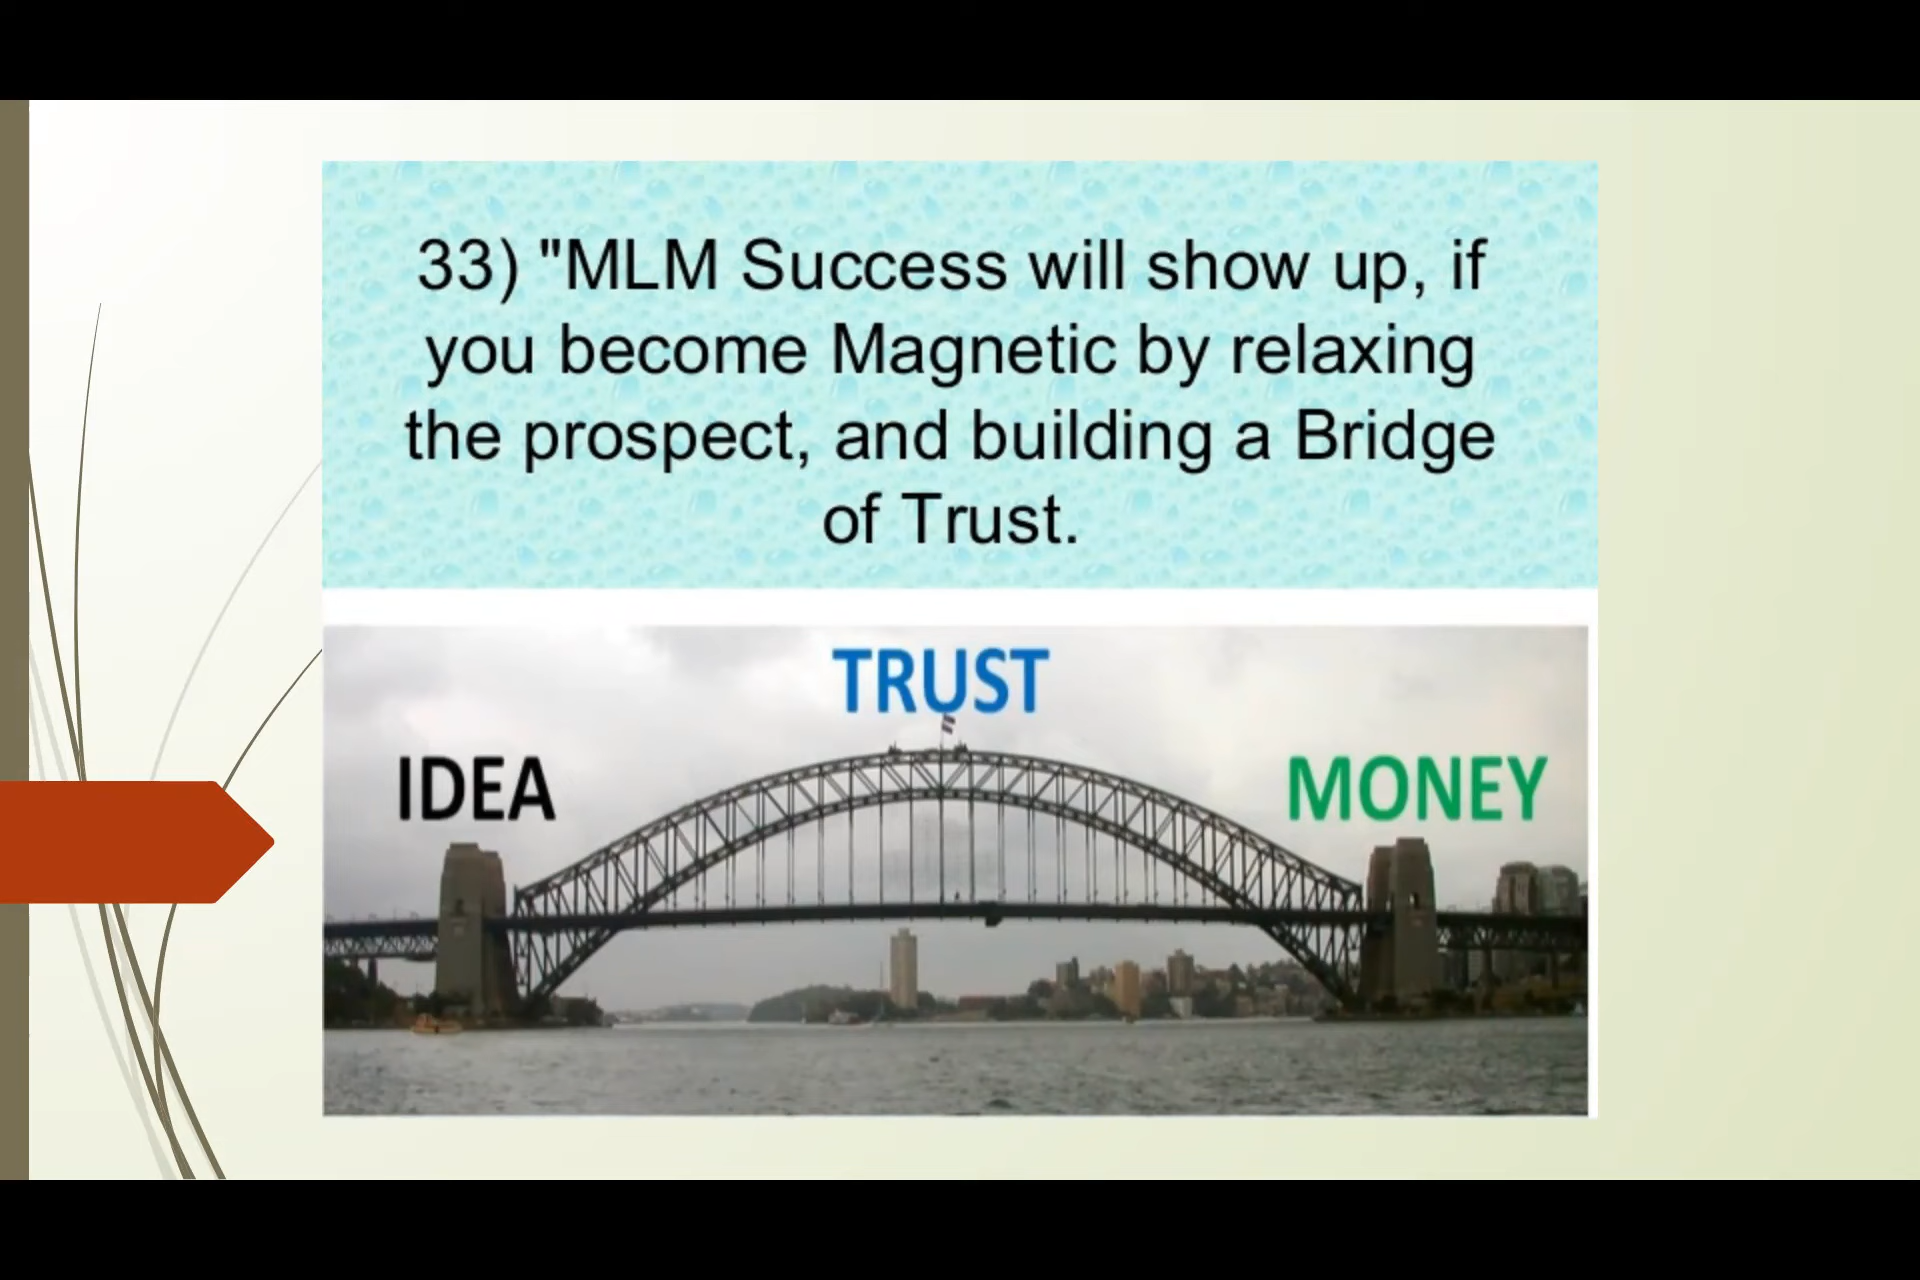 33) "MLM Success will show up, if
you become Magnetic by relaxing
the prospect, and building a Bridge
of Trust.
TRUST
IDEA
MONEY